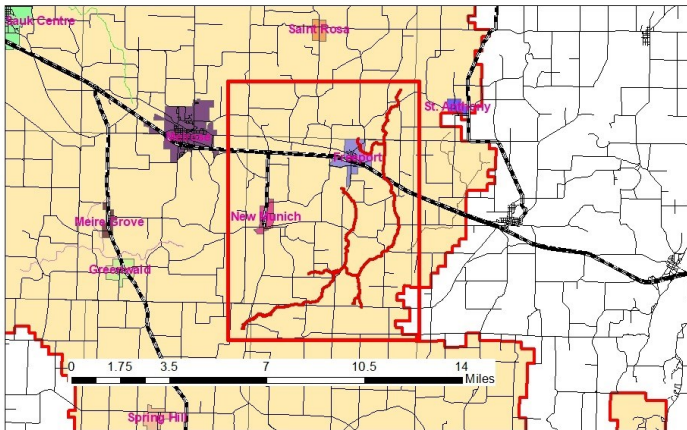 Sauk Centre
Saint Rosa
St. Anthony
Freeport
New Munich
Meire Grove
Greenwald
0 1.75 3.5 7 10.5 14
Miles
Spring Hill